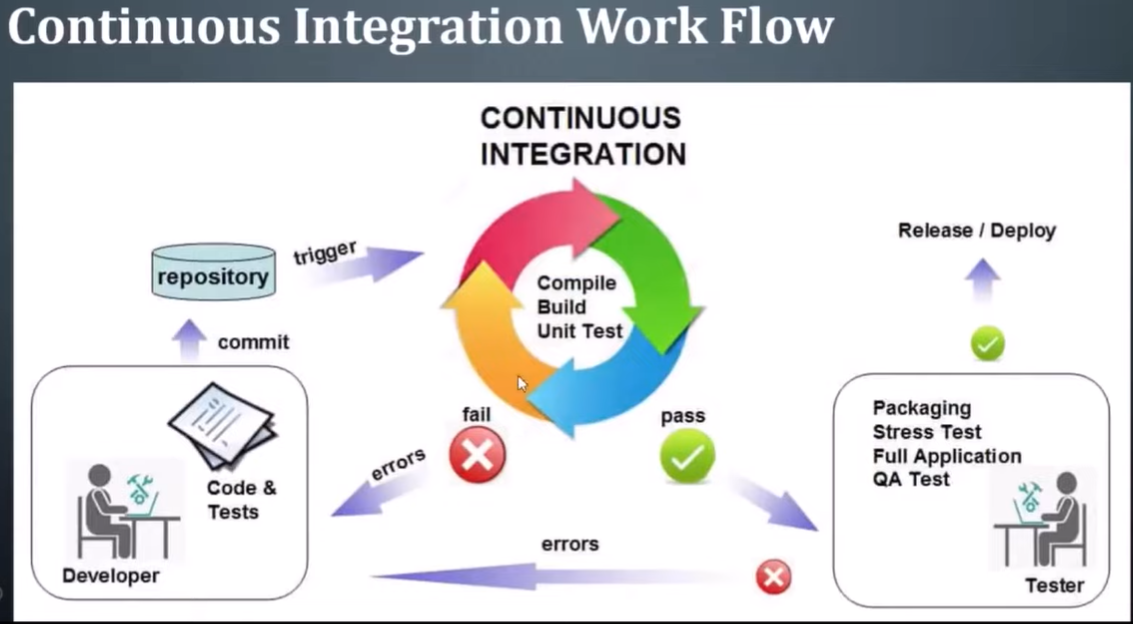 Continuous Integration Work Flow
CONTINUOUS
INTEGRATION
repository
trigger
commit
Compile
Build
Unit Test
Release / Deploy
fail
pass
errors
Code &
Tests
Developer
Packaging
Stress Test
Full Application
QA Test
Tester
errors